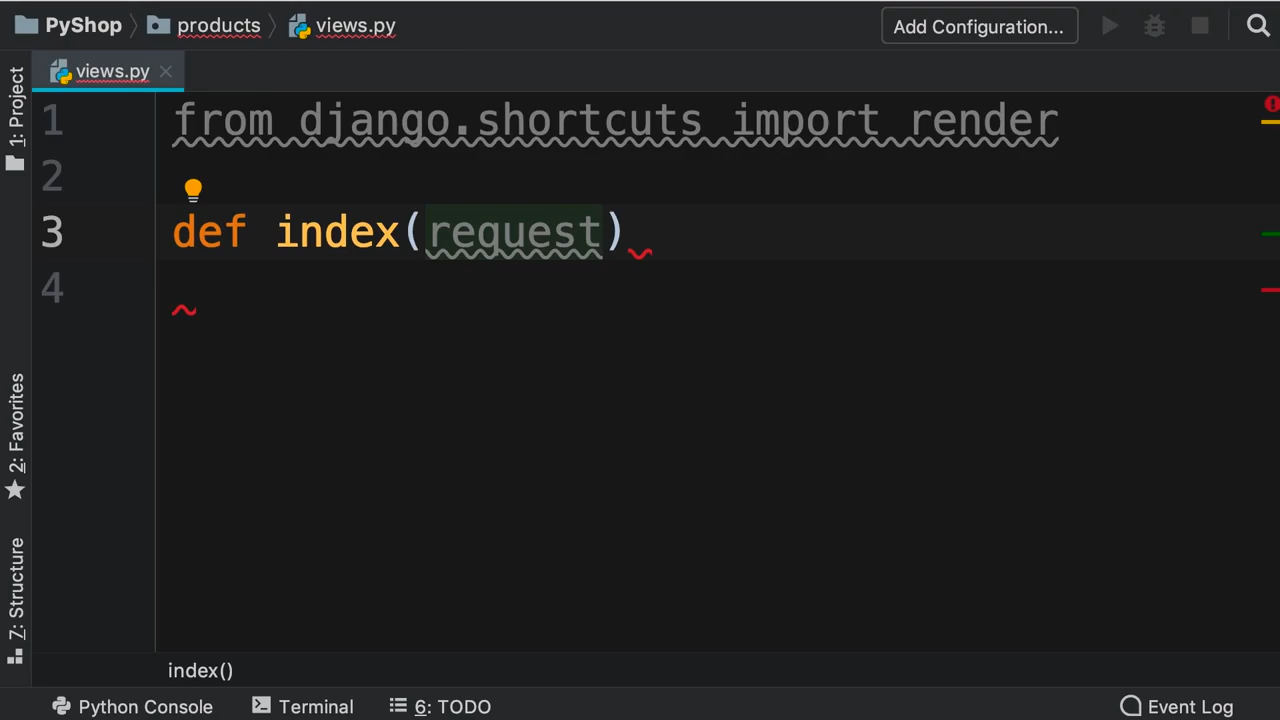 PyShop products views.py Add Configuration...
views.py
1: Project
2: Favorites
7: Structure
1 from django.shortcuts import render
2
3 def index(request)
4
index()
Python Console Terminal 6: TODO Event Log